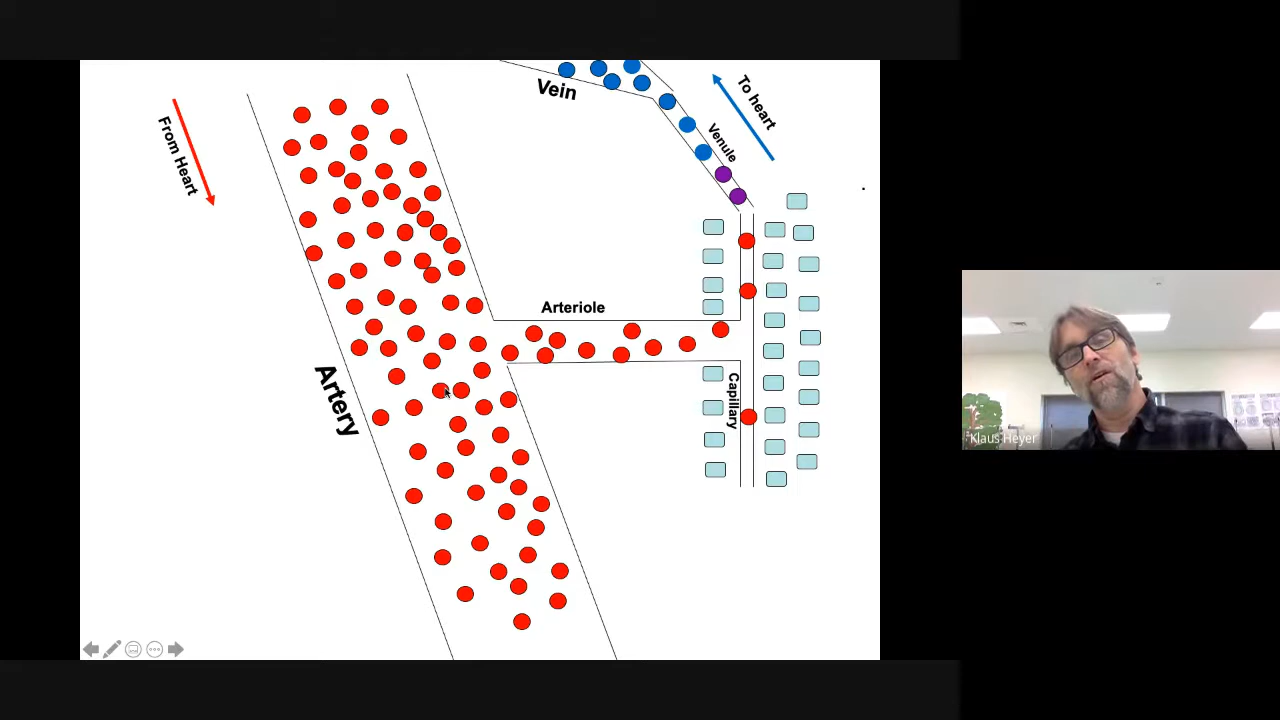 From Heart
Vein
To heart
Venule
Arteriole
Artery
Capillary
Klaus Heyer